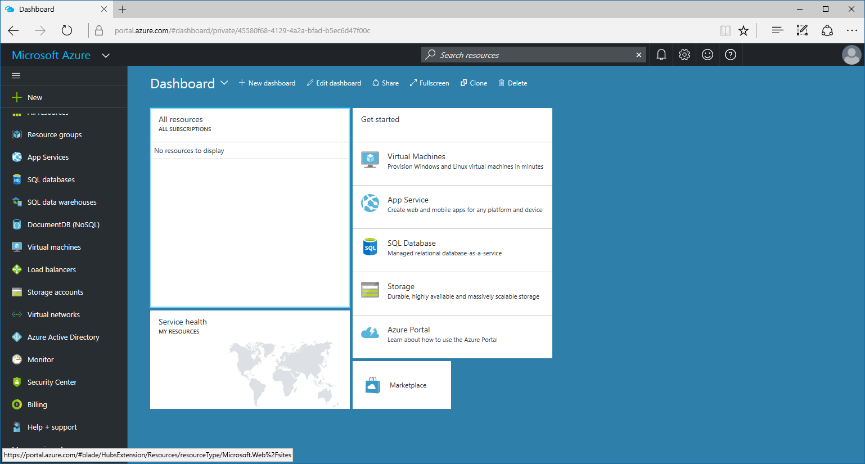 Dashboard
portal.azure.com/#dashboard/private/45580f68-4129-4a2a-bfad-b5ec6d47f00c
Microsoft Azure
Search resources
New
Resource groups
App Services
SQL databases
SQL data warehouses
DocumentDB (NoSQL)
Virtual machines
Load balancers
Storage accounts
Virtual networks
Azure Active Directory
Monitor
Security Center
Billing
Help + support
Dashboard
New dashboard
Edit dashboard
Share
Fullscreen
Clone
Delete
All resources
ALL SUBSCRIPTIONS
No resources to display
Service health
MY RESOURCES
Get started
Virtual Machines
Provision Windows and Linux virtual machines in minutes
App Service
Create web and mobile apps for any platform and device
SQL
SQL Database
Managed relational database-as-a-service
Storage
Durable, highly available and massively scalable storage
Azure Portal
Learn about how to use the Azure Portal
Marketplace
https://portal.azure.com/#blade/HubsExtension/Resources/resourceType/Microsoft.Web%2Fsites